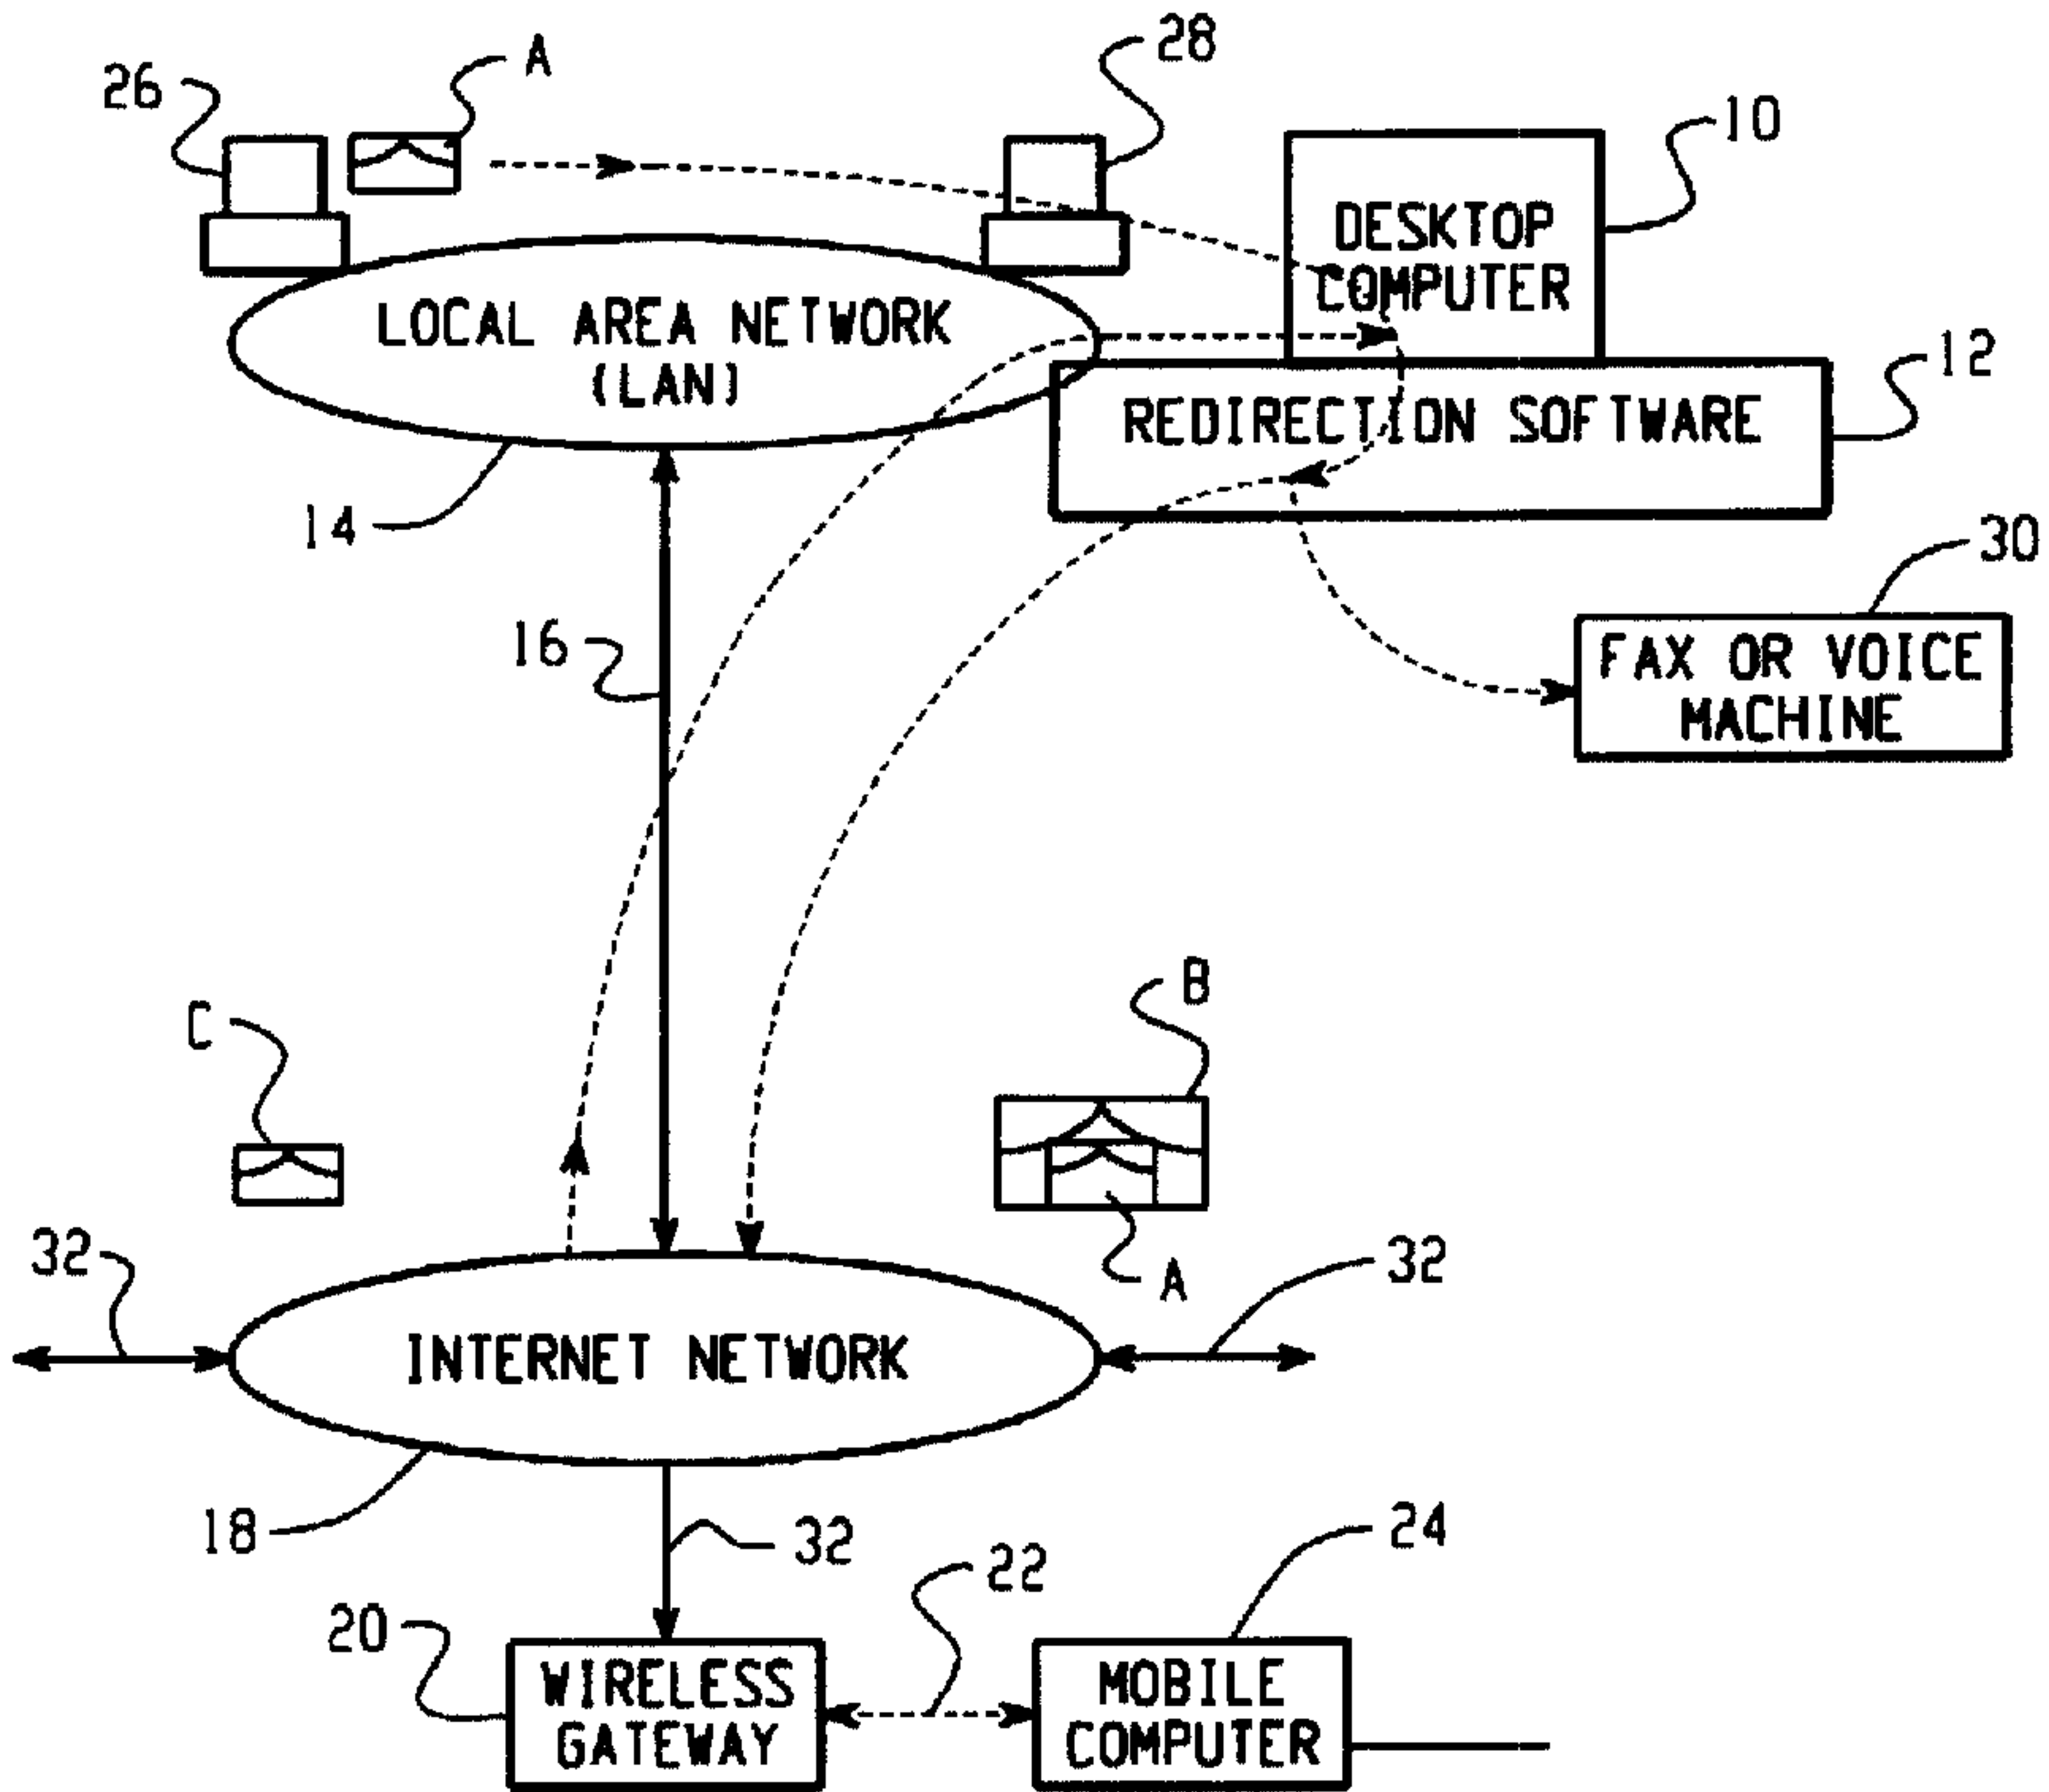 26
A
28
10
DESKTOP
COMPUTER
LOCAL AREA NETWORK
(LAN)
12
REDIRECTION SOFTWARE
14
30
16
FAX OR VOICE
MACHINE
B
C
32
A
32
INTERNET NETWORK
18
32
22
24
20
WIRELESS
GATEWAY
MOBILE
COMPUTER